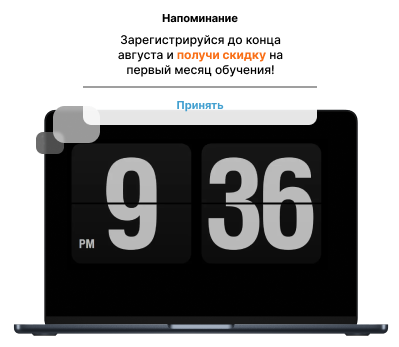 Напоминание
Зарегистрируйся до конца
августа и получи скидку на
первый месяц обучения!
Принять
9 36
PM